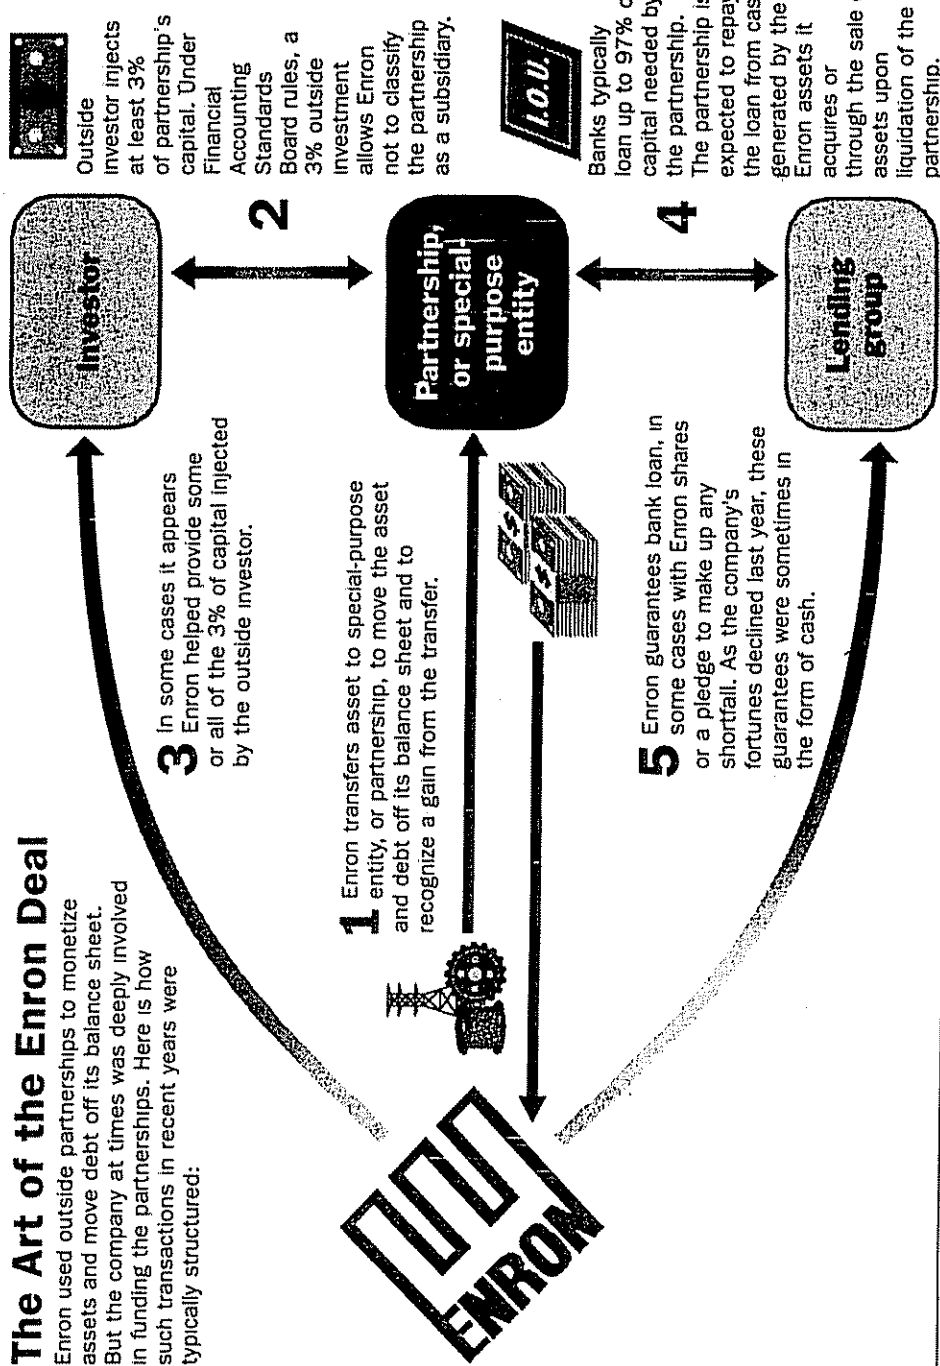 The Art of the Enron Deal
Enron used outside partnerships to monetize
assets and move debt off its balance sheet.
But the company at times was deeply involved
in funding the partnerships. Here is how
such transactions in recent years were
typically structured:
ENRON
1 Enron transfers asset to special-purpose
entity, or partnership, to move the asset
and debt off its balance sheet and to
recognize a gain from the transfer.
$
$
Partnership,
or special-
purpose
entity
Investor
2
Outside
investor injects
at least 3%
of partnership's
capital. Under
Financial
Accounting
Standards
Board rules, a
3% outside
investment
allows Enron
not to classify
the partnership
as a subsidiary.
3 In some cases it appears
Enron helped provide some
or all of the 3% of capital injected
by the outside investor.
4
Lending
group
I.O.U.
Banks typically
loan up to 97% o
capital needed by
the partnership.
The partnership is
expected to repay
the loan from cas
generated by the
Enron assets it
acquires or
through the sale
assets upon
liquidation of the
partnership.
5 Enron guarantees bank loan, in
some cases with Enron shares
or a pledge to make up any
shortfall. As the company's
fortunes declined last year, these
guarantees were sometimes in
the form of cash.